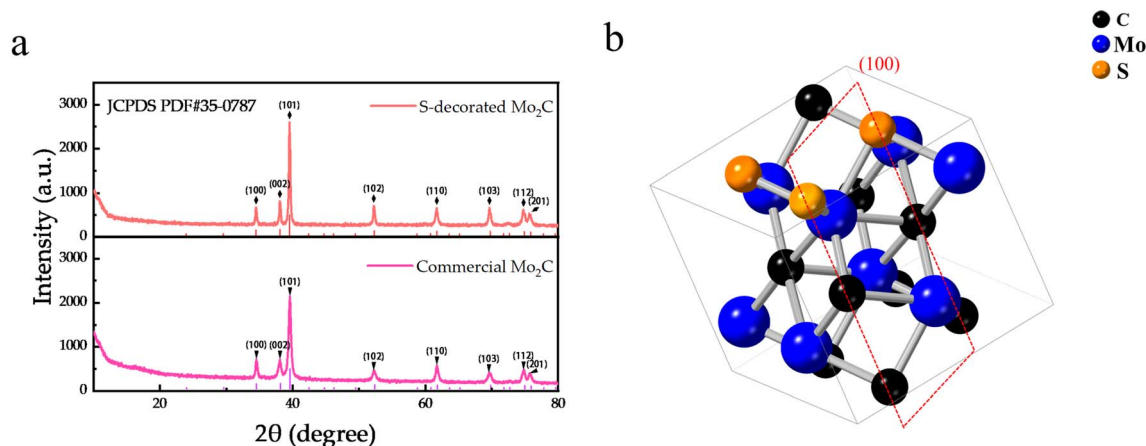 a
JCPDS PDF#35-0787
S-decorated Mo₂C
(100)
(002)
(101)
(102)
(110)
(103)
(112)
(201)
3000
2000
1000
0
Commercial Mo₂C
(100)
(002)
(101)
(102)
(110)
(103)
(112)
(201)
3000
2000
1000
0
Intensity (a.u.)
20
40
60
80
2θ (degree)
b
(100)
C
Mo
S